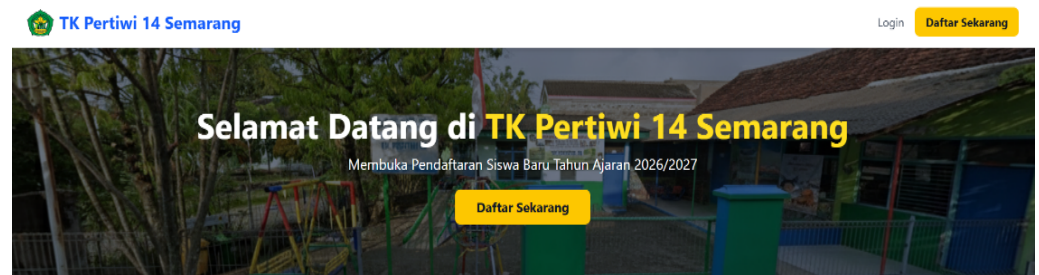 TK Pertiwi 14 Semarang
Login
Daftar Sekarang
Selamat Datang di TK Pertiwi 14 Semarang
Membuka Pendaftaran Siswa Baru Tahun Ajaran 2026/2027
Daftar Sekarang